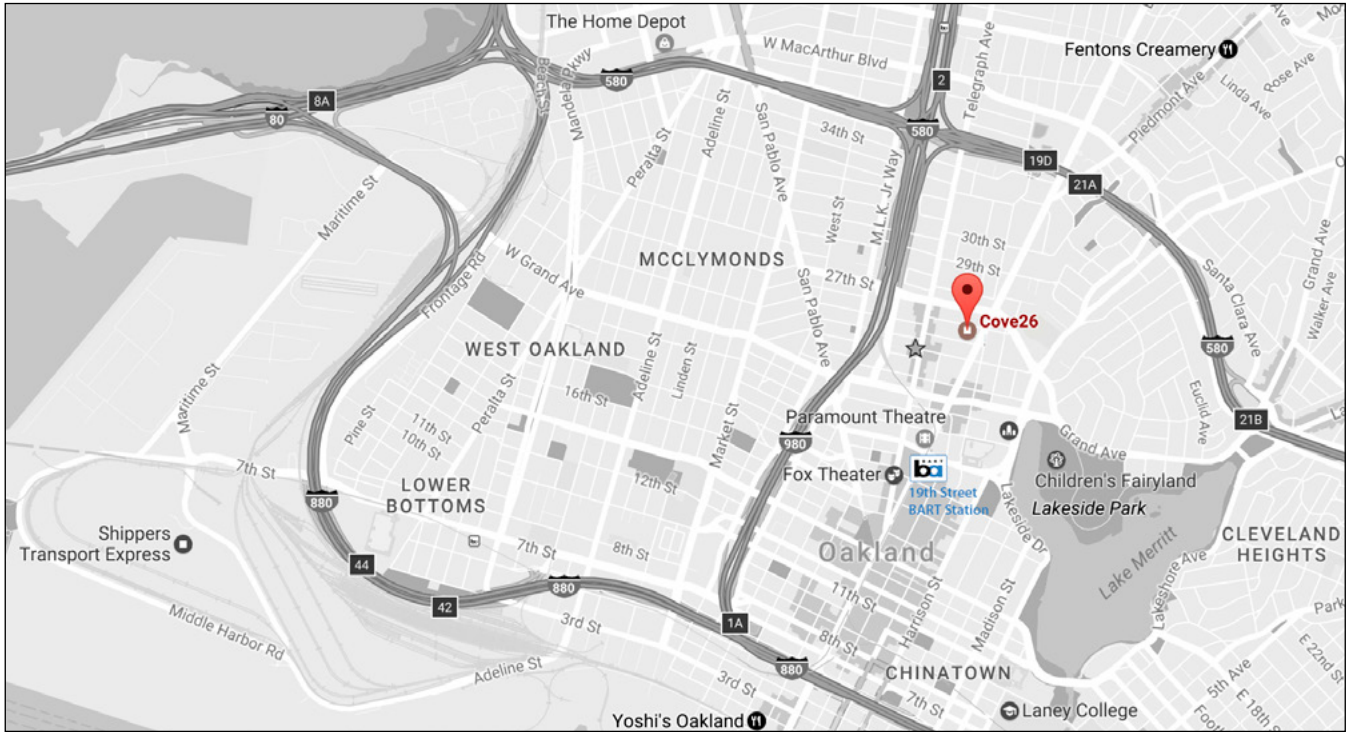 The Home Depot
W MacArthur Blvd
Telegraph Ave
Fentons Creamery
Linda Ave
Rose Ave
Piedmont Ave
8A
80
580
2
Beach St
Mandela Pkwy
Peralta St
Adeline St
San Pablo Ave
34th St
580
19D
21A
Maritime St
West St
M.L.K. Jr Way
30th St
29th St
Grand Ave
Walker Ave
Santa Clara Ave
W Grand Ave
MCCLYMONDS
27th St
San Pablo Ave
Frontage Rd
Cove26
WEST OAKLAND
580
Maritime St
Adeline St
Linden St
Peralta St
16th St
Pine St
11th St
10th St
Market St
Paramount Theatre
Euclid Ave
21B
980
Grand Ave
7th St
LOWER
BOTTOMS
12th St
Fox Theater
BART
ba
19th Street
BART Station
Children's Fairyland
Lakeside Park
Lakeside Dr
880
Shippers
Transport Express
44
42
7th St
8th St
Oakland
Lake Merritt
CLEVELAND
HEIGHTS
Lakeshore Ave
880
11th St
Harrison St
Madison St
Park
Middle Harbor Rd
3rd St
1A
8th St
880
CHINATOWN
E 22nd St
5th Ave
E 18th St
Adeline St
3rd St
7th St
Yoshi's Oakland
Laney College